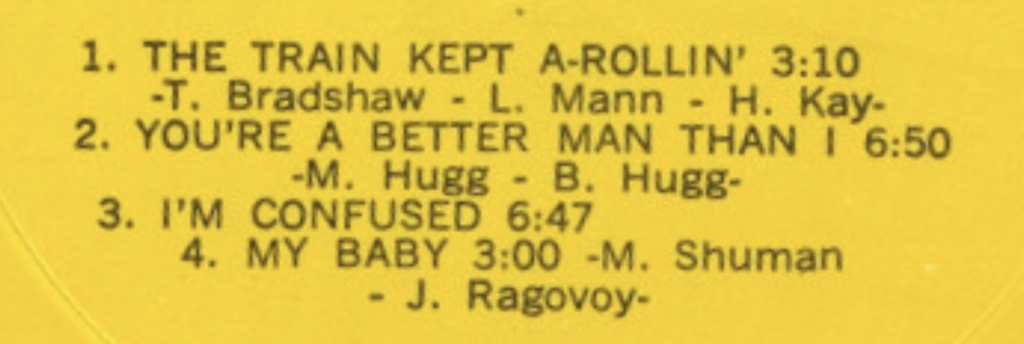 1. THE TRAIN KEPT A-ROLLIN' 3:10
-T. Bradshaw - L. Mann - H. Kay-
2. YOU'RE A BETTER MAN THAN I 6:50
-M. Hugg - B. Hugg-
3. I'M CONFUSED 6:47
4. MY BABY 3:00 -M. Shuman
- J. Ragovoy-